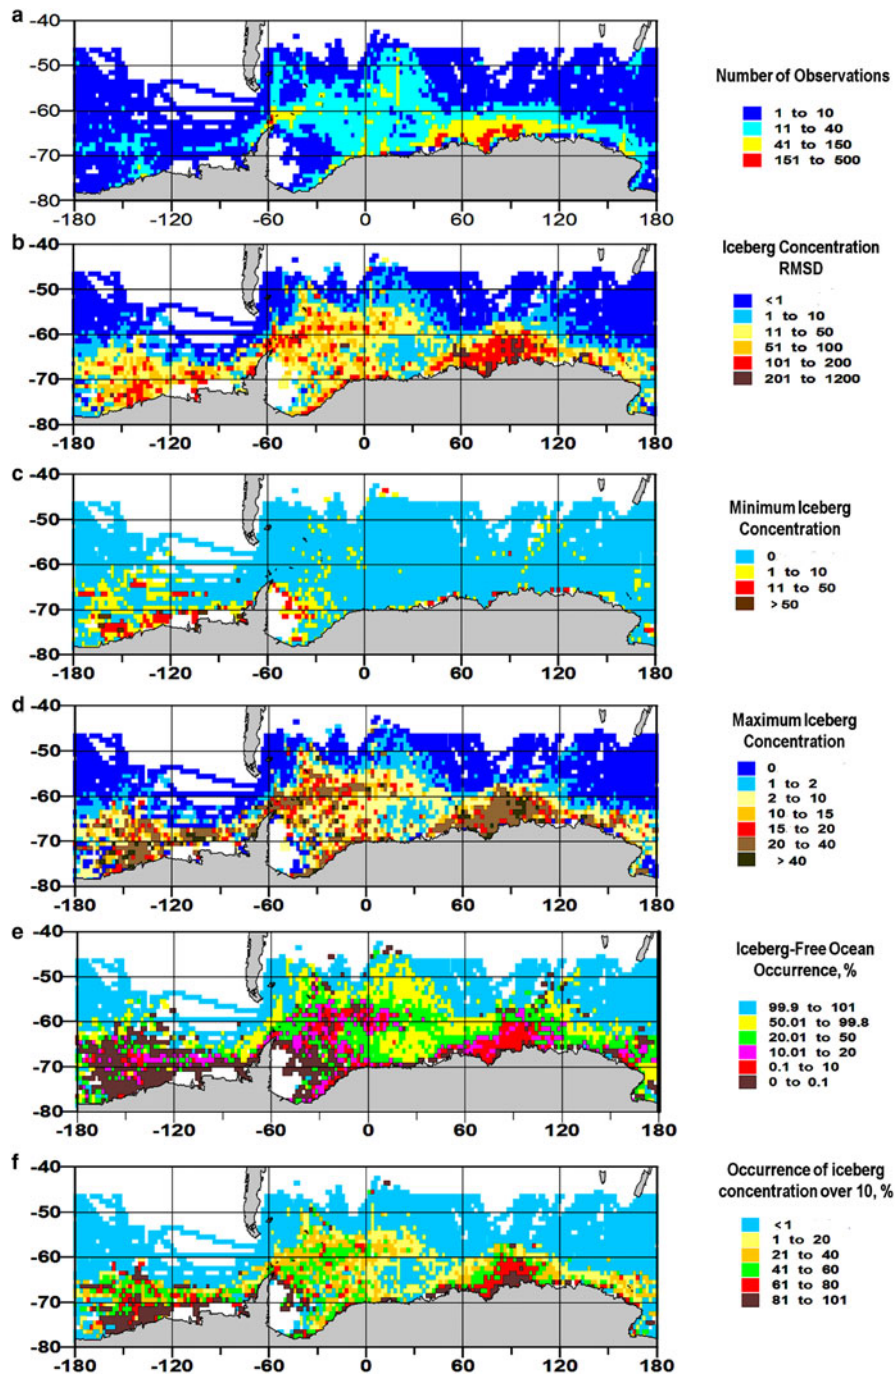 a
-40
-50
-60
-70
-80
-180 -120 -60 0 60 120 180
Number of Observations
1 to 10
11 to 40
41 to 150
151 to 500
b
-40
-50
-60
-70
-80
-180 -120 -60 0 60 120 180
Iceberg Concentration
RMSD
<1
1 to 10
11 to 50
51 to 100
101 to 200
201 to 1200
c
-40
-50
-60
-70
-80
-180 -120 -60 0 60 120 180
Minimum Iceberg
Concentration
0
1 to 10
11 to 50
>50
d
-40
-50
-60
-70
-80
-180 -120 -60 0 60 120 180
Maximum Iceberg
Concentration
0
1 to 2
2 to 10
10 to 15
15 to 20
20 to 40
>40
e
-40
-50
-60
-70
-80
-180 -120 -60 0 60 120 180
Iceberg-Free Ocean
Occurrence, %
99.9 to 101
50.01 to 99.8
20.01 to 50
10.01 to 20
0.1 to 10
0 to 0.1
f
-40
-50
-60
-70
-80
-180 -120 -60 0 60 120 180
Occurrence of iceberg
concentration over 10, %
<1
1 to 20
21 to 40
41 to 60
61 to 80
81 to 101